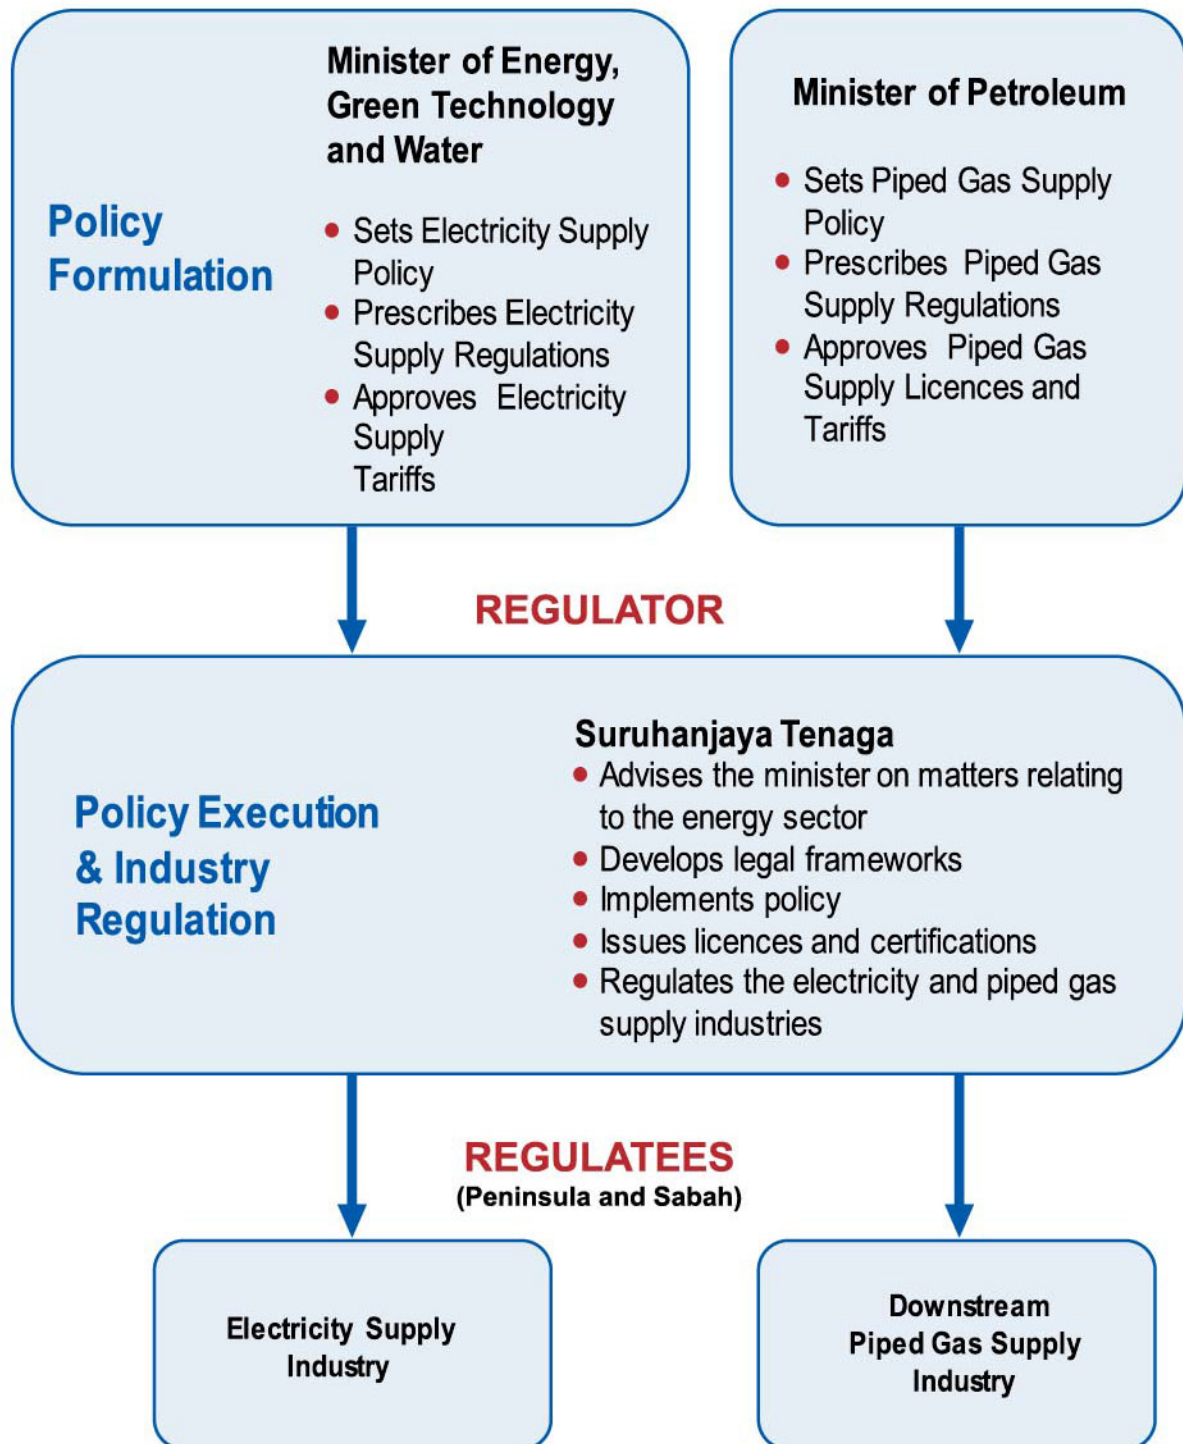 Policy
Formulation
Minister of Energy,
Green Technology
and Water
Sets Electricity Supply
Policy
Prescribes Electricity
Supply Regulations
Approves Electricity
Supply
Tariffs
Minister of Petroleum
Sets Piped Gas Supply
Policy
Prescribes Piped Gas
Supply Regulations
Approves Piped Gas
Supply Licences and
Tariffs
REGULATOR
Policy Execution
& Industry
Regulation
Suruhanjaya Tenaga
Advises the minister on matters relating
to the energy sector
Develops legal frameworks
Implements policy
Issues licences and certifications
Regulates the electricity and piped gas
supply industries
REGULATEES
(Peninsula and Sabah)
Electricity Supply
Industry
Downstream
Piped Gas Supply
Industry